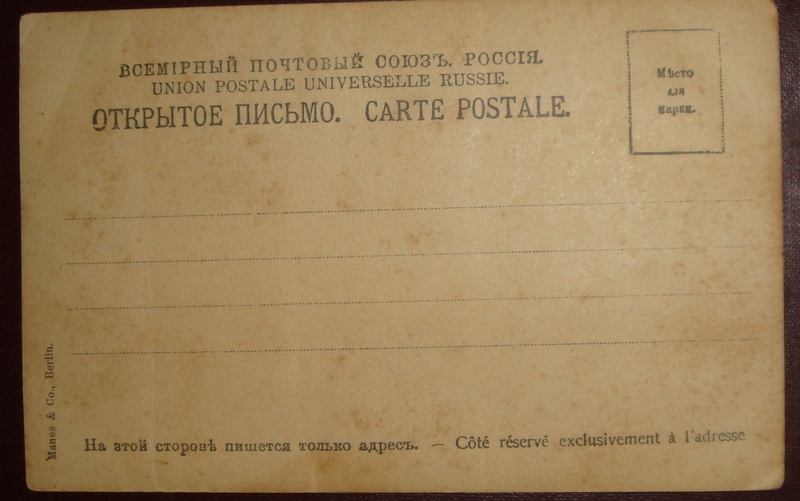 ВСЕМІРНЫЙ ПОЧТОВЫЙ СОЮЗЪ. РОССІЯ.
UNION POSTALE UNIVERSELLE RUSSIE.
ОТКРЫТОЕ ПИСЬМО. CARTE POSTALE.
Мѣсто
для
марки.
Manes & Co., Berlin.
На этой сторонѣ пишется только адресъ. — Côté réservé exclusivement à l'adresse